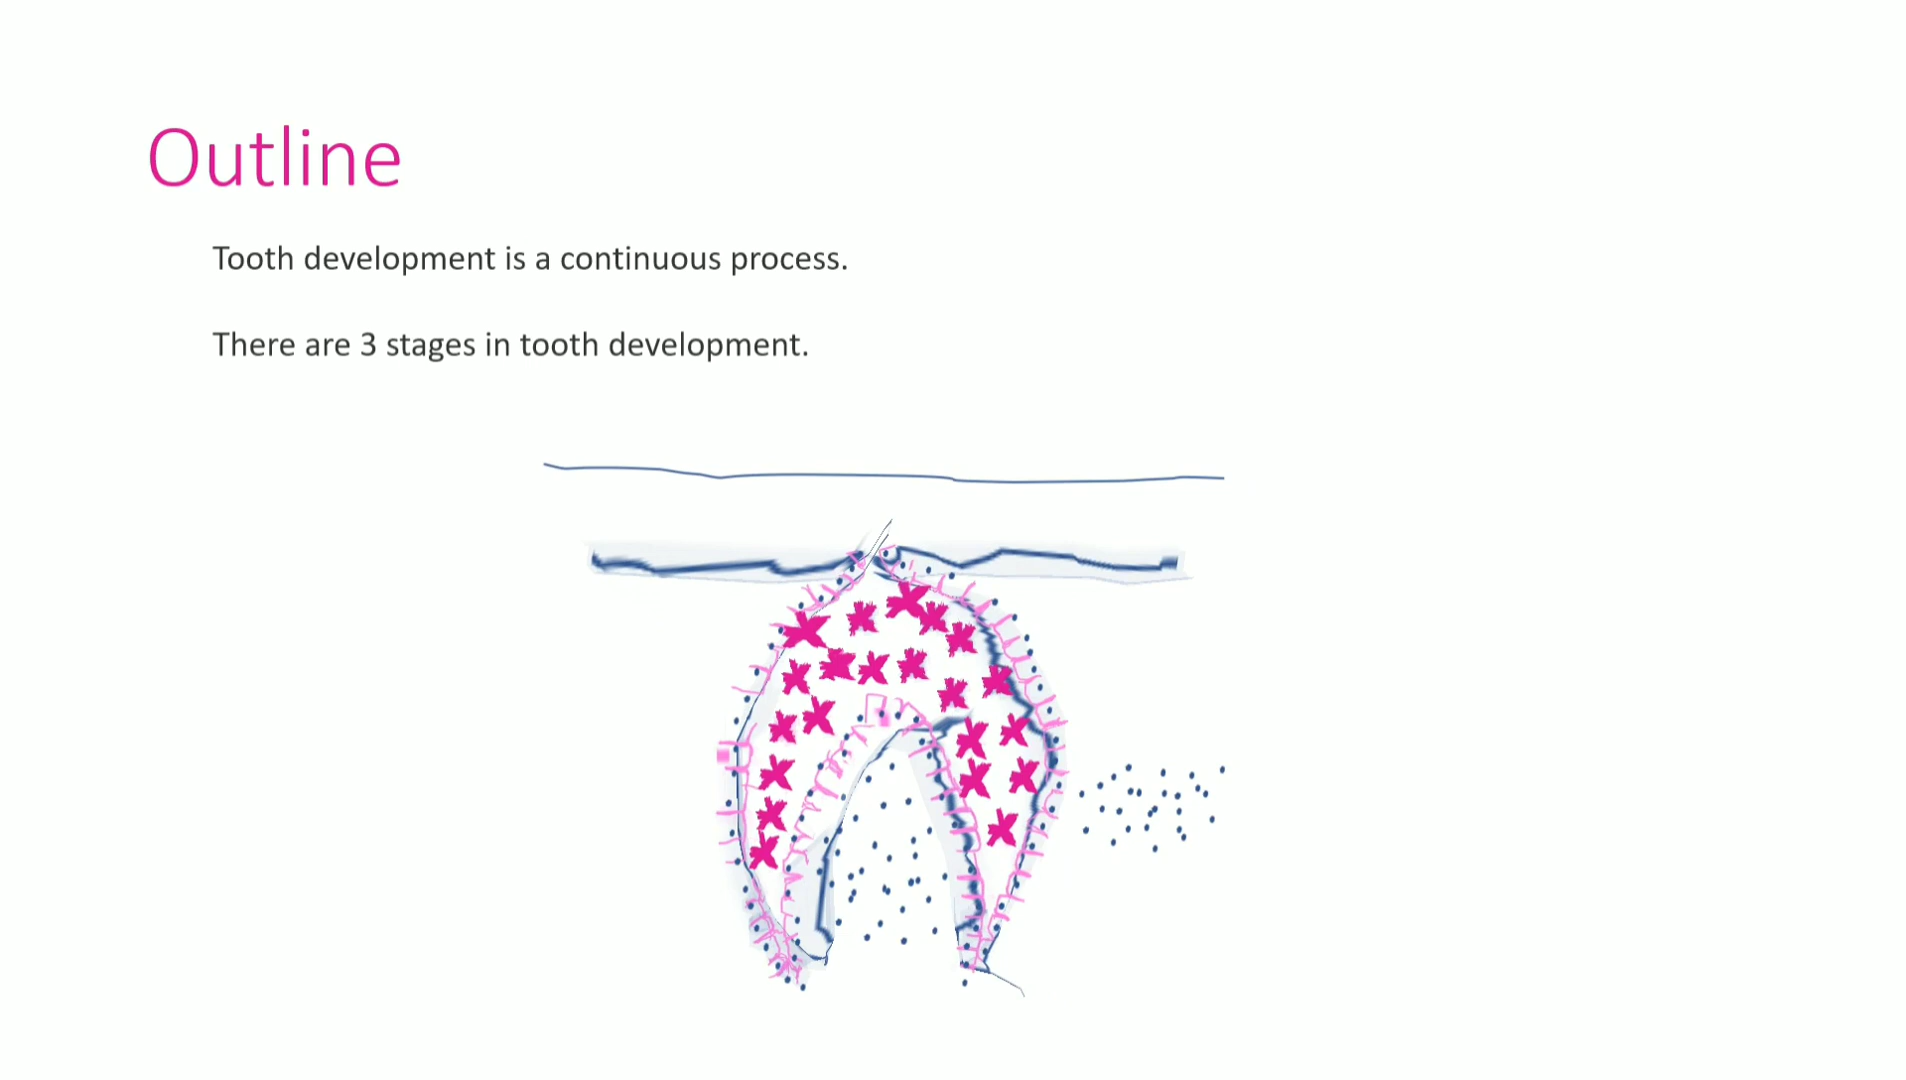 Outline
Tooth development is a continuous process.
There are 3 stages in tooth development.